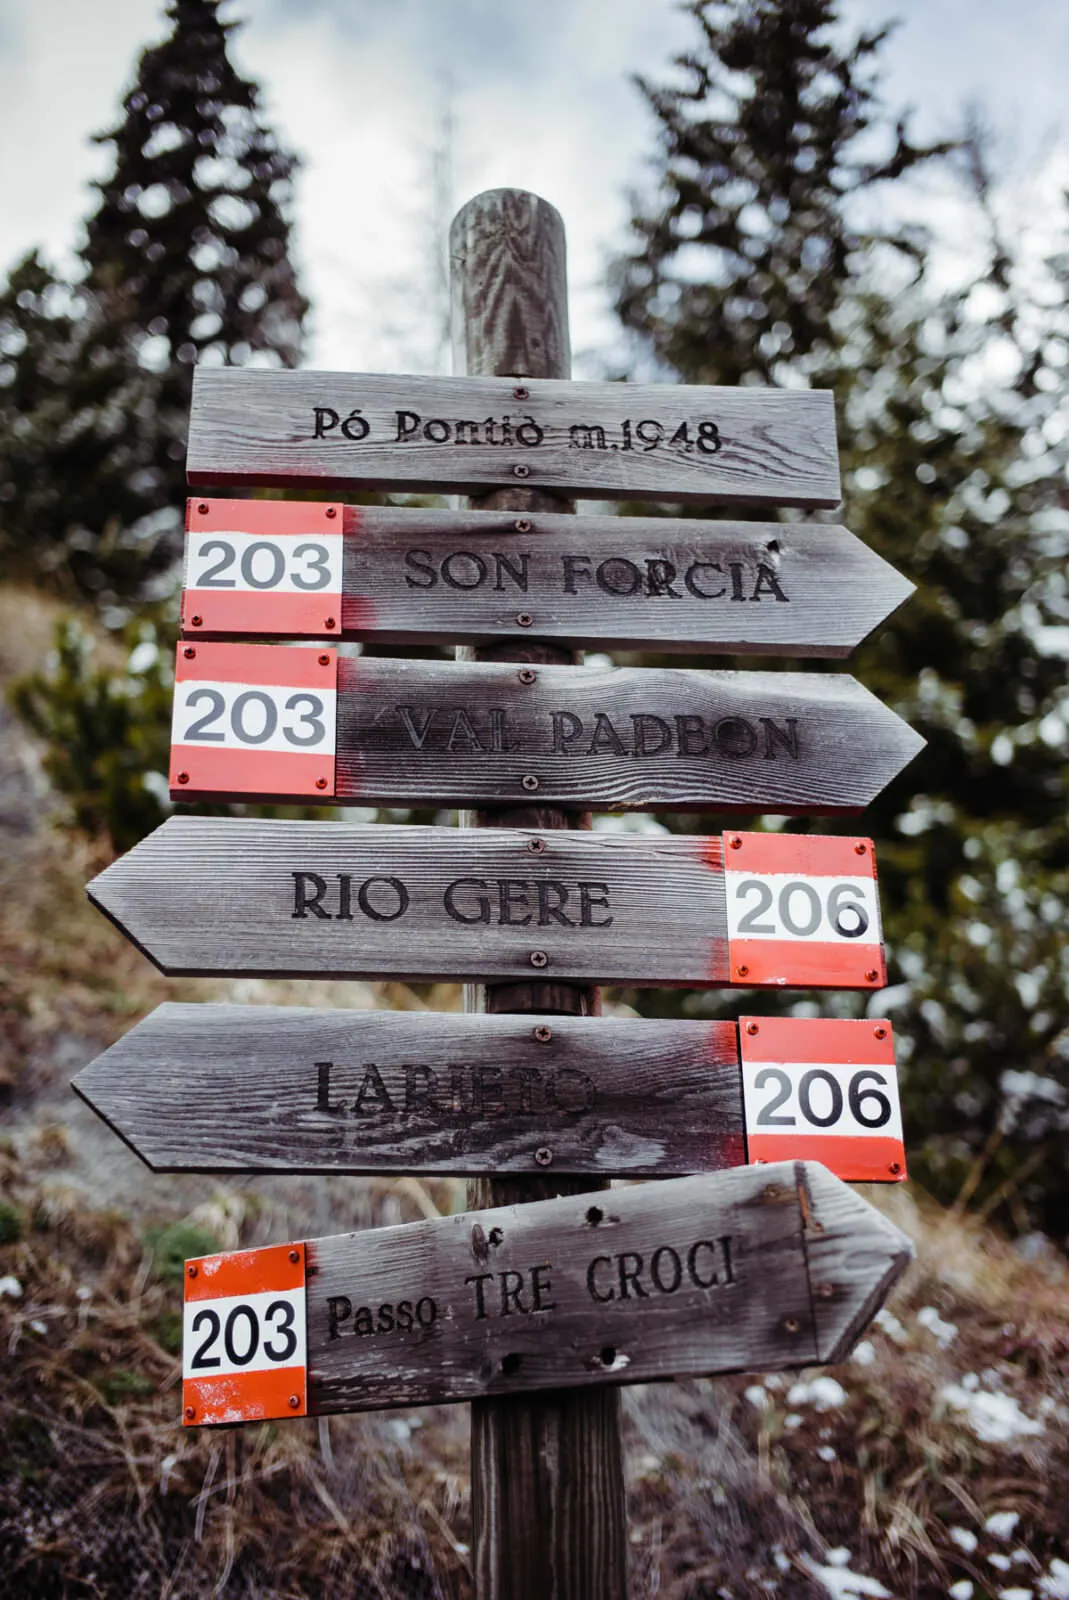 Pó Pontiò m.1948
203 SON FORCIA
203 VAL PADEON
RIO GERE 206
LARIETO 206
203 Passo TRE CROCI